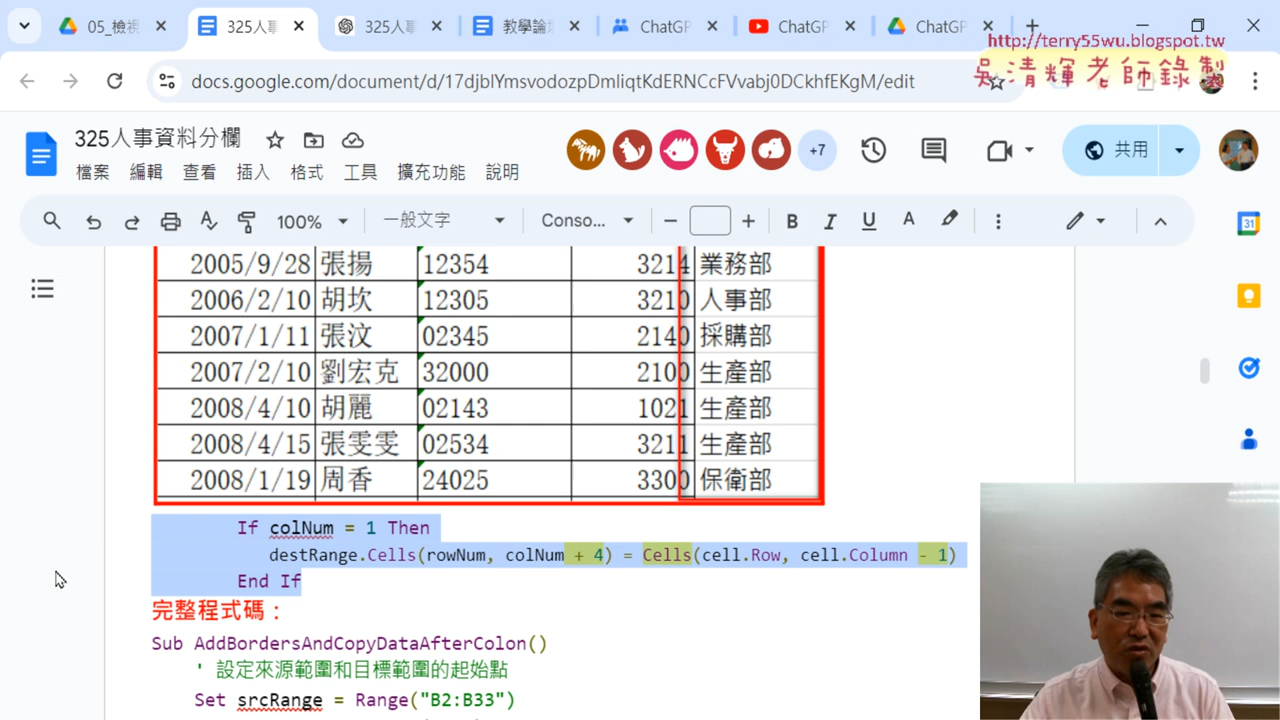 05_檢視
325人事
325人事
教學論
ChatGP
ChatGP
ChatGP
http://terry55wu.blogspot.tw
吳清輝老師錄製
docs.google.com/document/d/17djblYnsvodozpDmliqtKdERNCcFVvabj0DCkhfEKgM/edit
325人事資料分欄
+7
共用
檔案 編輯 查看 插入 格式 工具 擴充功能 說明
100% 一般文字 Conso... B I U A
2005/9/28 張揚 12354 3214 業務部
2006/2/10 胡坎 12305 3210 人事部
2007/1/11 張汶 02345 2140 採購部
2007/2/10 劉宏克 32000 2100 生產部
2008/4/10 胡麗 02143 1021 生產部
2008/4/15 張雯雯 02534 3211 生產部
2008/1/19 周香 24025 3300 保衛部
If colNum = 1 Then
destRange.Cells(rowNum, colNum + 4) = Cells(cell.Row, cell.Column - 1)
End If
完整程式碼：
Sub AddBordersAndCopyDataAfterColon()
' 設定來源範圍和目標範圍的起始點
Set srcRange = Range("B2:B33")